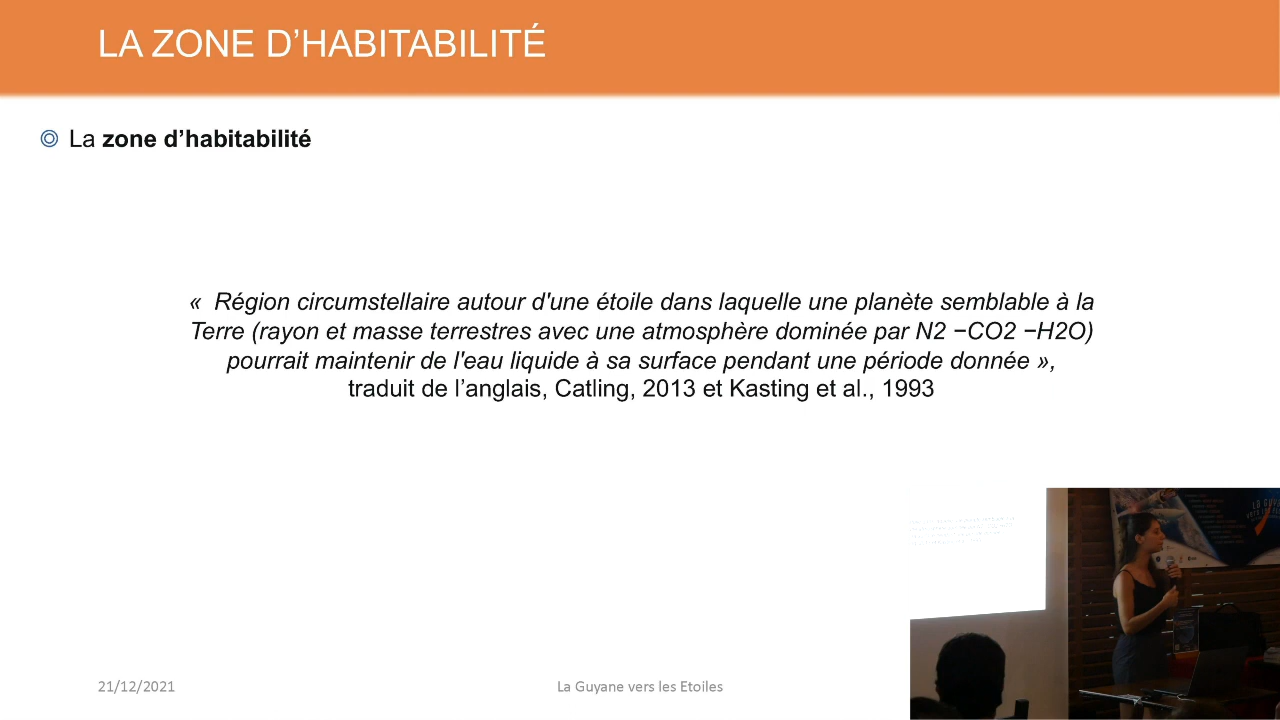 LA ZONE D’HABITABILITÉ
La zone d’habitabilité
« Région circumstellaire autour d'une étoile dans laquelle une planète semblable à la
Terre (rayon et masse terrestres avec une atmosphère dominée par N2 −CO2 −H2O)
pourrait maintenir de l'eau liquide à sa surface pendant une période donnée »,
traduit de l’anglais, Catling, 2013 et Kasting et al., 1993
21/12/2021
La Guyane vers les Etoiles